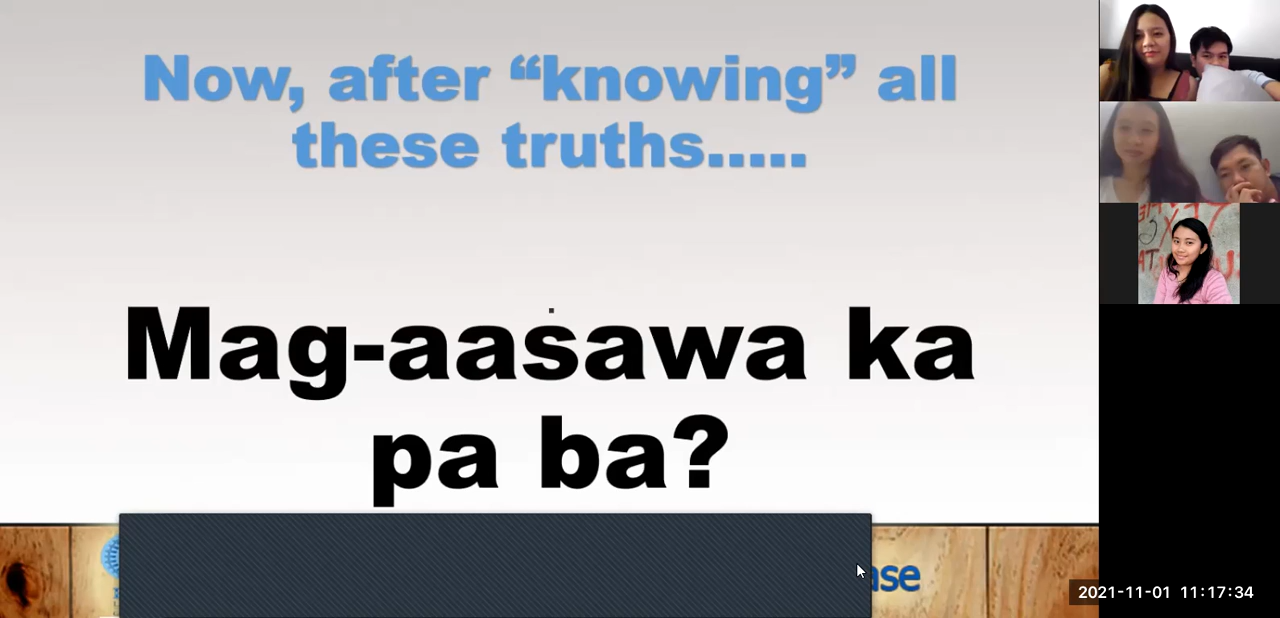 Now, after “knowing” all
these truths.....
Mag-aasawa ka
pa ba?
2021-11-01 11:17:34